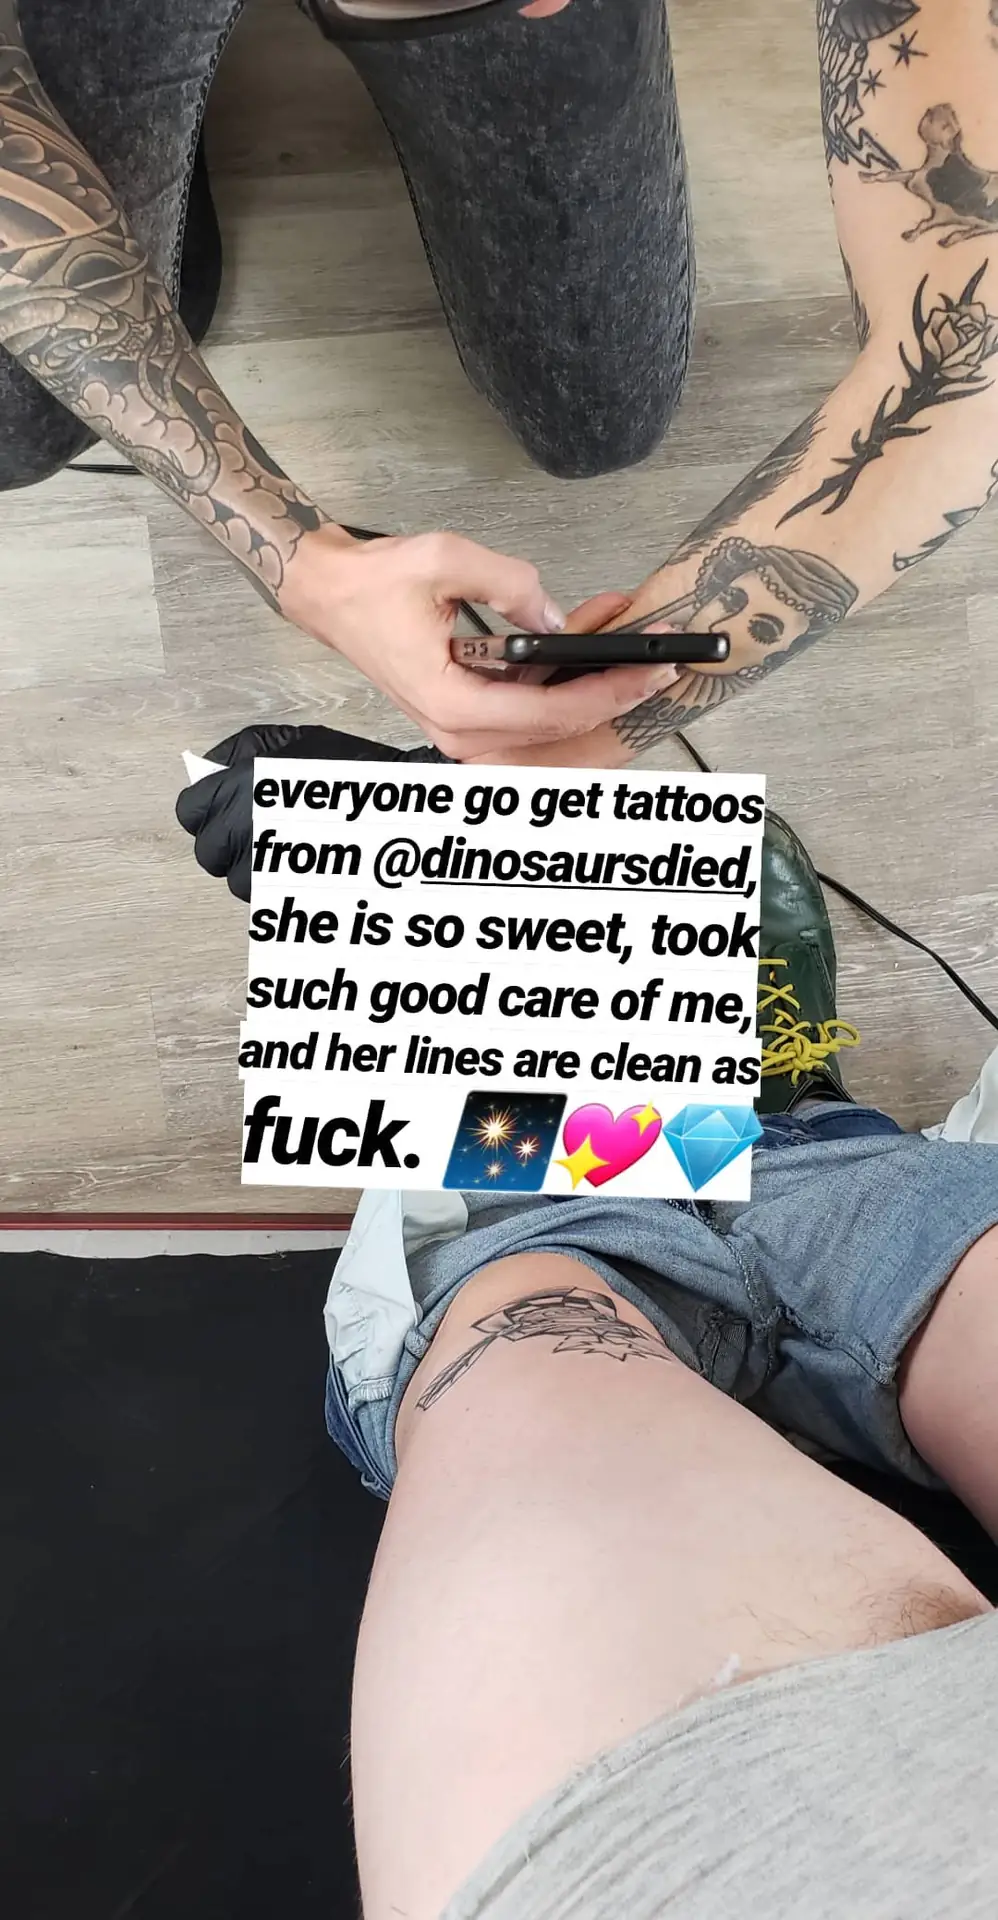 everyone go get tattoos
from @dinosaursdied,
she is so sweet, took
such good care of me,
and her lines are clean as
fuck. 🎇💖💎